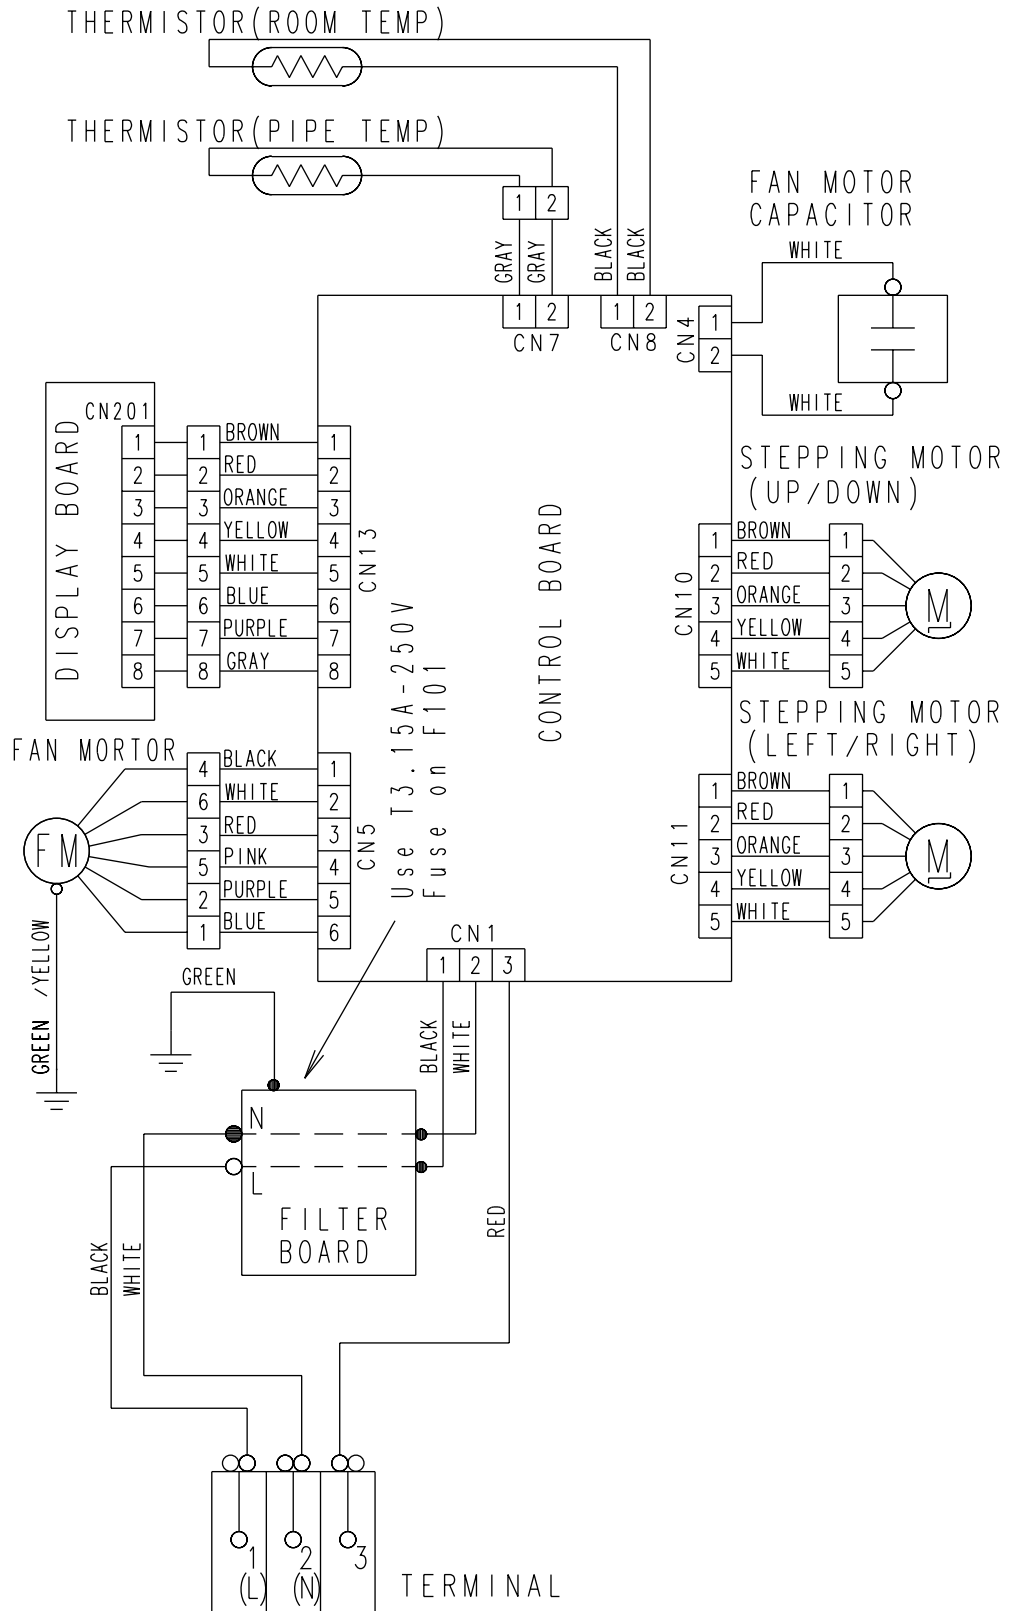 THERMISTOR(ROOM TEMP)
THERMISTOR(PIPE TEMP)
1 2
GRAY
GRAY
BLACK
BLACK
1 2
CN7
1 2
CN8
FAN MOTOR
CAPACITOR
WHITE
CN4
1
2
WHITE
DISPLAY BOARD
CN201
1 1 BROWN 1
2 2 RED 2
3 3 ORANGE 3
4 4 YELLOW 4
5 5 WHITE 5
6 6 BLUE 6
7 7 PURPLE 7
8 8 GRAY 8
CN13
CONTROL BOARD
Use T3.15A-250V
Fuse on F101
STEPPING MOTOR
(UP/DOWN)
CN10
1 BROWN 1
2 RED 2
3 ORANGE 3
4 YELLOW 4
5 WHITE 5
M
STEPPING MOTOR
(LEFT/RIGHT)
CN11
1 BROWN 1
2 RED 2
3 ORANGE 3
4 YELLOW 4
5 WHITE 5
M
FAN MORTOR
FM
4 BLACK 1
6 WHITE 2
3 RED 3
5 PINK 4
2 PURPLE 5
1 BLUE 6
CN5
GREEN /YELLOW
GREEN
CN1
1 2 3
BLACK
WHITE
RED
N
L
FILTER
BOARD
BLACK
WHITE
1 2 3
(L) (N)
TERMINAL